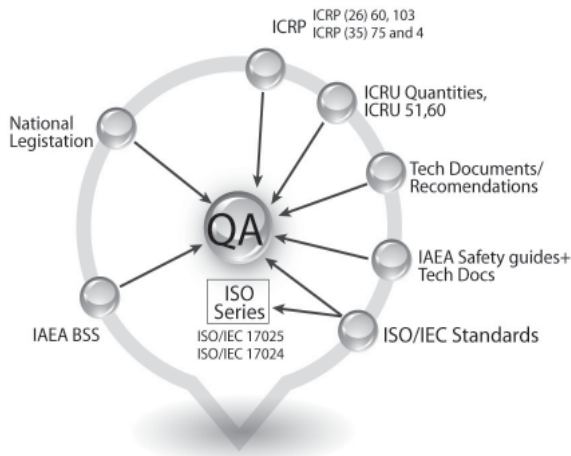 ICRP ICRP (26) 60, 103
ICRP (35) 75 and 4
ICRU Quantities,
ICRU 51,60
National
Legistation
Tech Documents/
Recomendations
QA
IAEA Safety guides+
Tech Docs
ISO
Series
IAEA BSS
ISO/IEC 17025
ISO/IEC 17024
ISO/IEC Standards